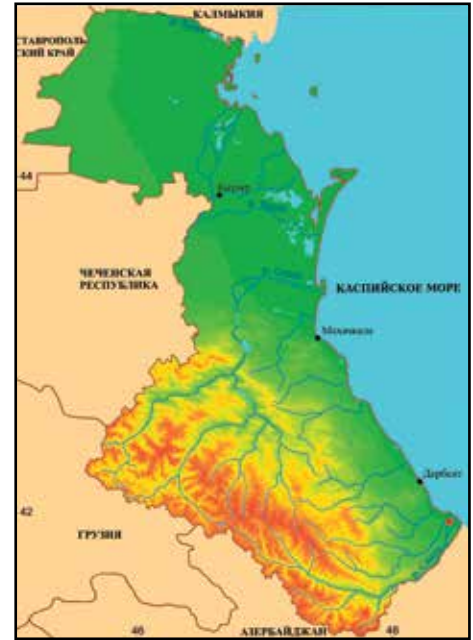 КАЛМЫКИЯ
СТАВРОПОЛЬ-
СКИЙ КРАЙ
44
ЧЕЧЕНСКАЯ
РЕСПУБЛИКА
КАСПИЙСКОЕ МОРЕ
Махачкала
Дербент
42
ГРУЗИЯ
АЗЕРБАЙДЖАН
46
48